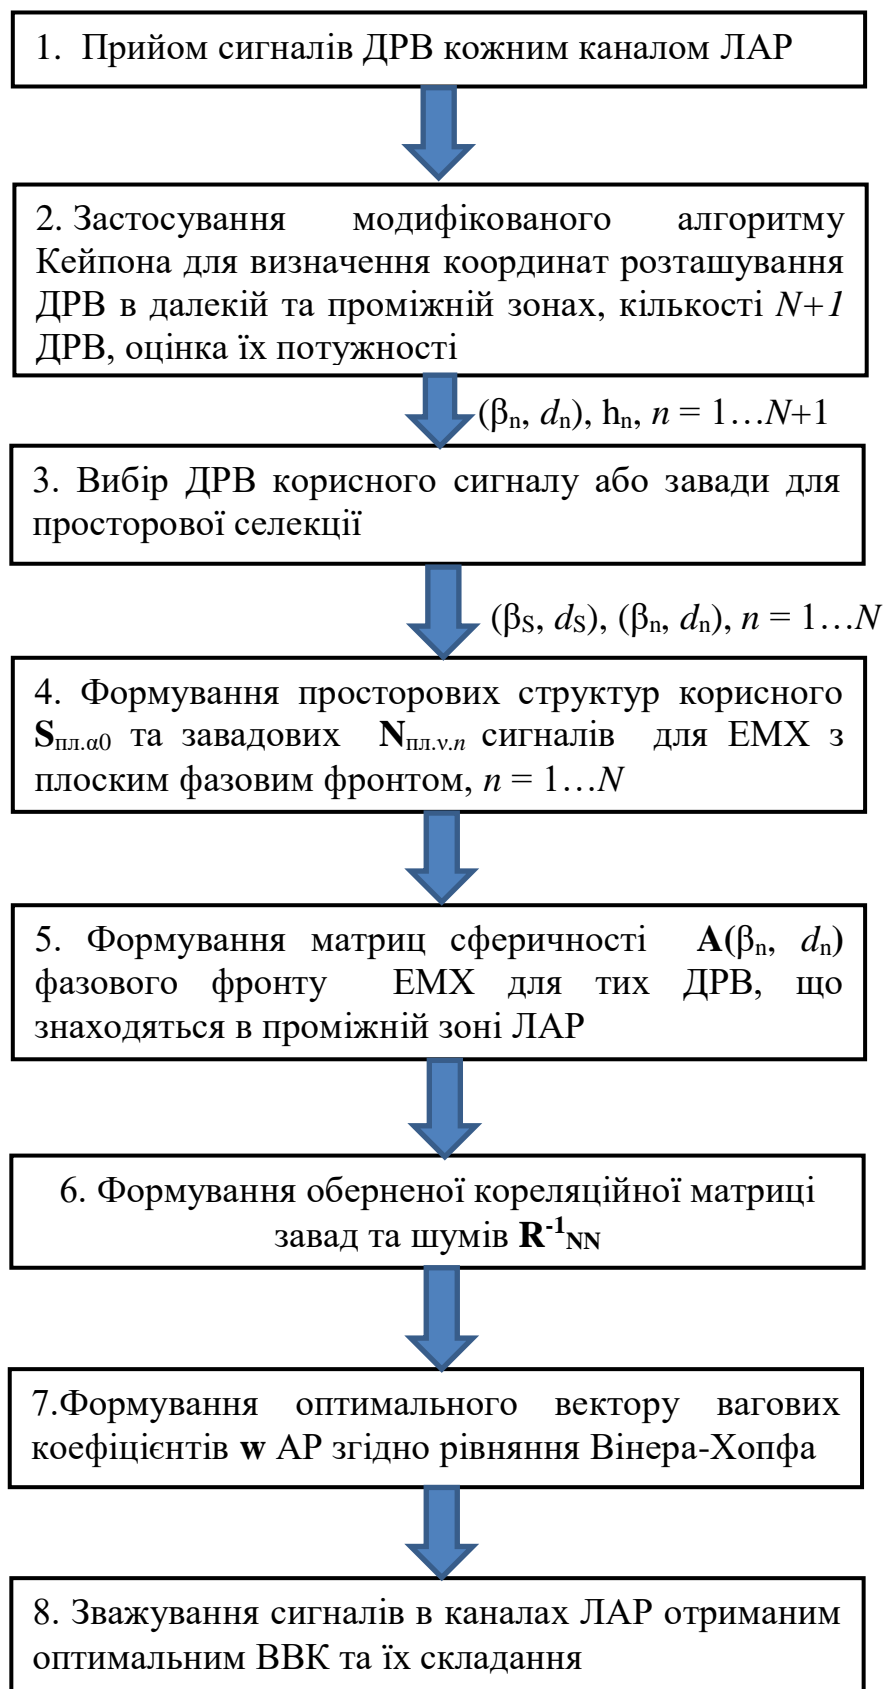 1. Прийом сигналів ДРВ кожним каналом ЛАР
2. Застосування модифікованого алгоритму
Кейпона для визначення координат розташування
ДРВ в далекій та проміжній зонах, кількості N+1
ДРВ, оцінка їх потужності
(βn, dn), hn, n = 1…N+1
3. Вибір ДРВ корисного сигналу або завади для
просторової селекції
(βS, dS), (βn, dn), n = 1…N
4. Формування просторових структур корисного
Sпл.α0 та завадових Nпл.ν.n сигналів для ЕМХ з
плоским фазовим фронтом, n = 1…N
5. Формування матриц сферичності A(βn, dn)
фазового фронту ЕМХ для тих ДРВ, що
знаходяться в проміжній зоні ЛАР
6. Формування оберненої кореляційної матриці
завад та шумів R⁻¹NN
7.Формування оптимального вектору вагових
коефіцієнтів w АР згідно рівняння Вінера-Хопфа
8. Зважування сигналів в каналах ЛАР отриманим
оптимальним ВВК та їх складання